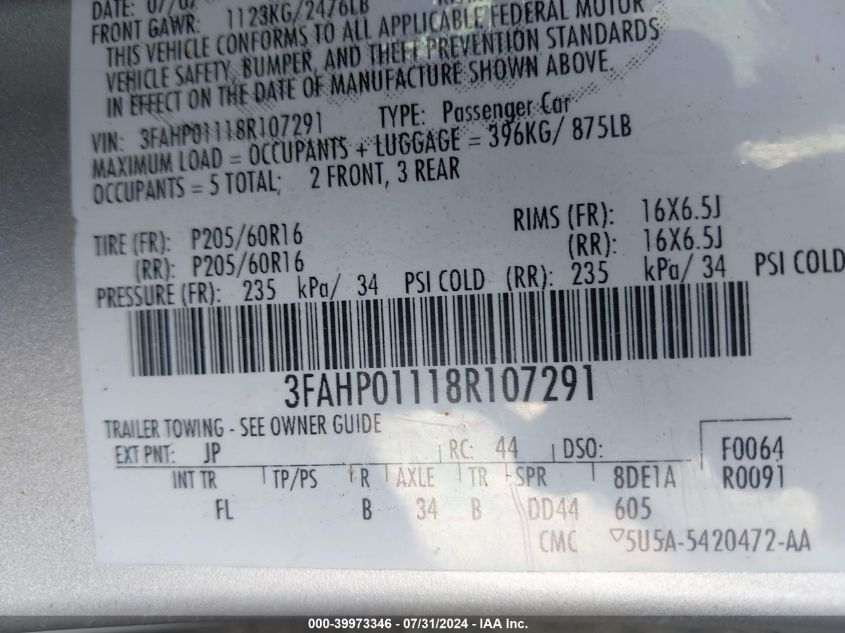 DATE: 07/07
FRONT GAWR: 1123KG/2476LB
THIS VEHICLE CONFORMS TO ALL APPLICABLE FEDERAL MOTOR
VEHICLE SAFETY, BUMPER, AND THEFT PREVENTION STANDARDS
IN EFFECT ON THE DATE OF MANUFACTURE SHOWN ABOVE.
VIN: 3FAHP01118R107291 TYPE: Passenger Car
MAXIMUM LOAD = OCCUPANTS + LUGGAGE = 396KG/ 875LB
OCCUPANTS = 5 TOTAL; 2 FRONT, 3 REAR
TIRE (FR): P205/60R16 RIMS (FR): 16X6.5J
(RR): P205/60R16 (RR): 16X6.5J
PRESSURE (FR): 235 kPa/ 34 PSI COLD (RR): 235 kPa/ 34 PSI COLD
3FAHP01118R107291
TRAILER TOWING - SEE OWNER GUIDE
EXT PNT: JP RC: 44 DSO: F0064
INT TR TP/PS R AXLE TR SPR 8DE1A R0091
FL B 34 B DD44 605
CMC 5U5A-5420472-AA
000-39973346 - 07/31/2024 - IAA Inc.